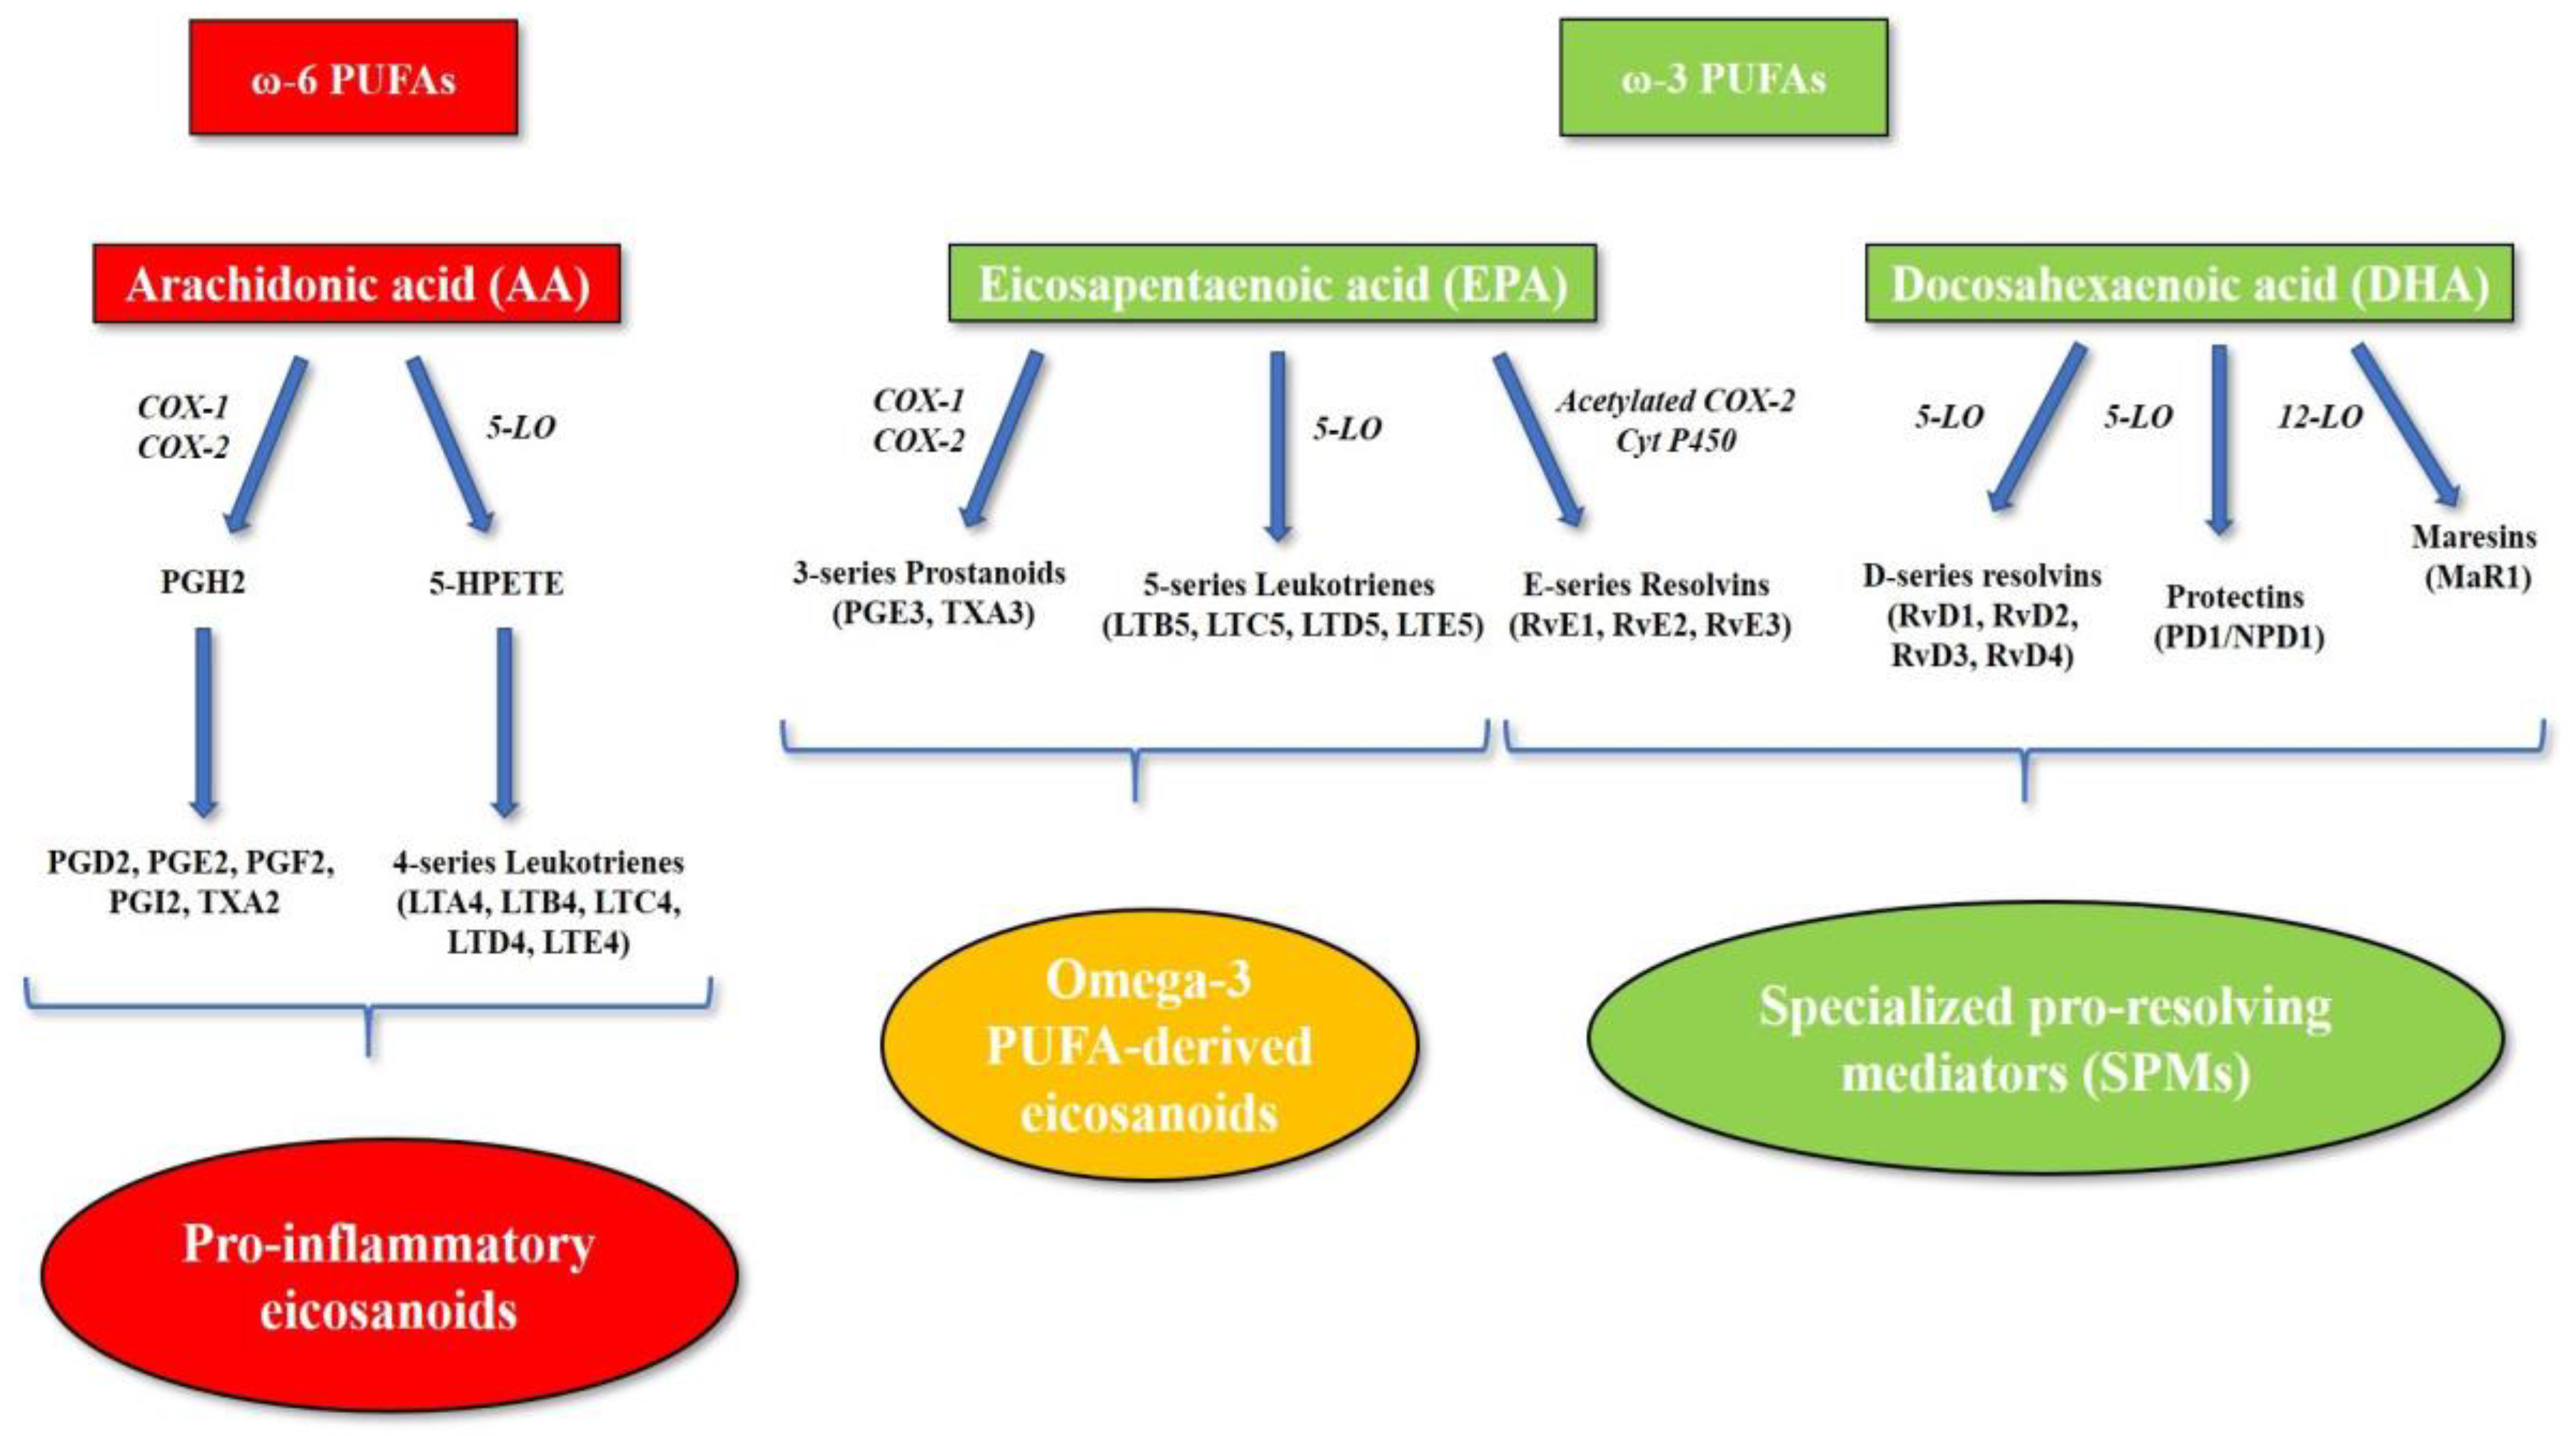 ω-6 PUFAs
ω-3 PUFAs
Arachidonic acid (AA)
Eicosapentaenoic acid (EPA)
Docosahexaenoic acid (DHA)
COX-1
COX-2
5-LO
COX-1
COX-2
5-LO
Acetylated COX-2
Cyt P450
5-LO
5-LO
12-LO
PGH2
5-HPETE
3-series Prostanoids
(PGE3, TXA3)
5-series Leukotrienes
(LTB5, LTC5, LTD5, LTE5)
E-series Resolvins
(RvE1, RvE2, RvE3)
D-series resolvins
(RvD1, RvD2,
RvD3, RvD4)
Protectins
(PD1/NPD1)
Maresins
(MaR1)
PGD2, PGE2, PGF2,
PGI2, TXA2
4-series Leukotrienes
(LTA4, LTB4, LTC4,
LTD4, LTE4)
Omega-3
PUFA-derived
eicosanoids
Specialized pro-resolving
mediators (SPMs)
Pro-inflammatory
eicosanoids